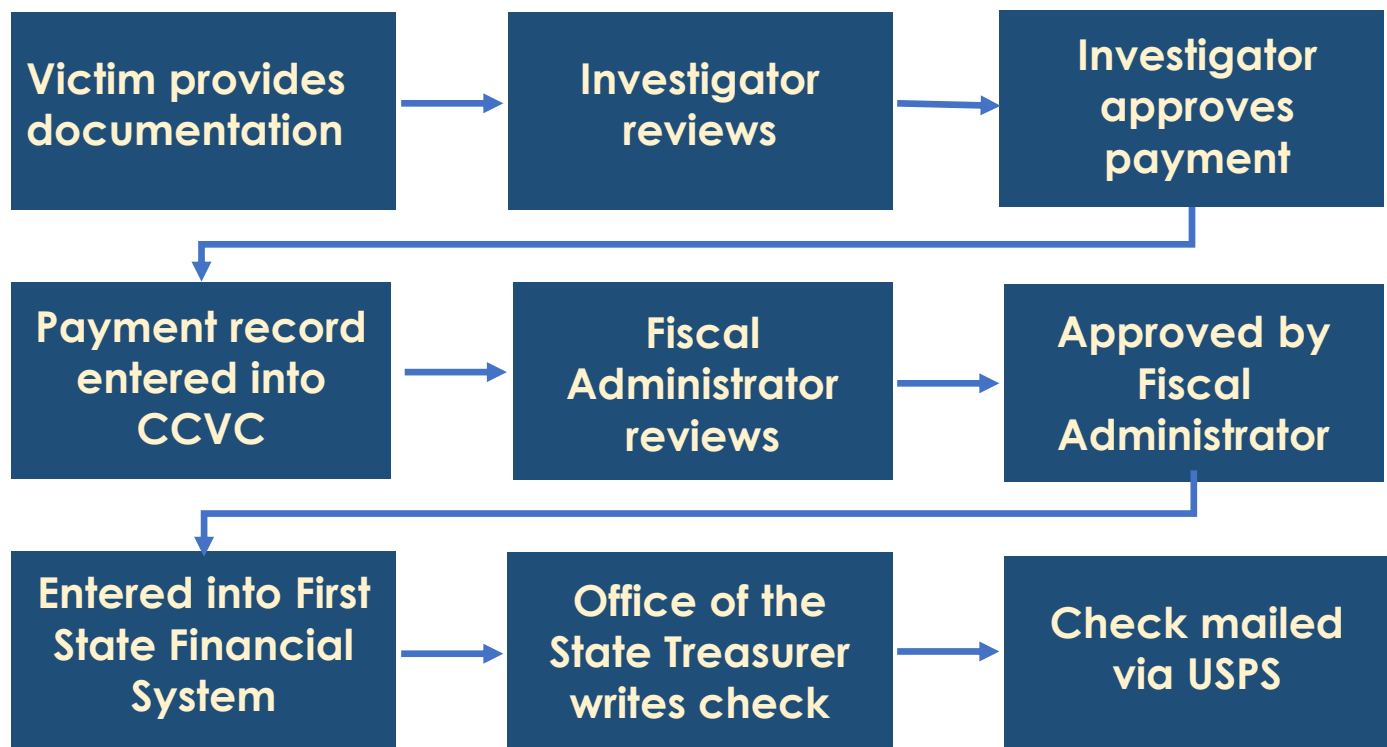 Victim provides
documentation
Investigator
reviews
Investigator
approves
payment
Payment record
entered into
CCVC
Fiscal
Administrator
reviews
Approved by
Fiscal
Administrator
Entered into First
State Financial
System
Office of the
State Treasurer
writes check
Check mailed
via USPS